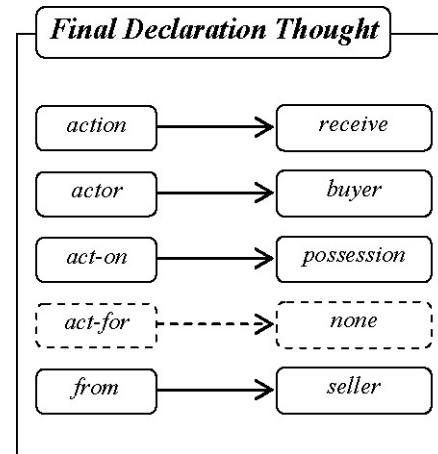 Final Declaration Thought
action receive
actor buyer
act-on possession
act-for none
from seller